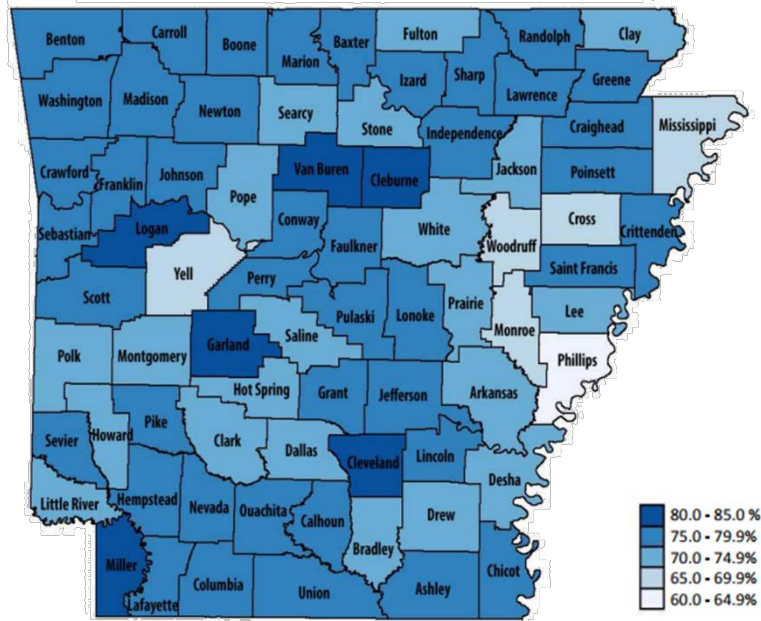 Benton
Carroll
Boone
Marion
Baxter
Fulton
Randolph
Clay
Izard
Sharp
Lawrence
Greene
Washington
Madison
Newton
Searcy
Stone
Independence
Craighead
Mississippi
Crawford
Franklin
Johnson
Pope
Van Buren
Cleburne
Jackson
Poinsett
Sebastian
Logan
Conway
Faulkner
White
Woodruff
Cross
Crittenden
Yell
Perry
Saint Francis
Scott
Pulaski
Lonoke
Prairie
Monroe
Lee
Polk
Montgomery
Garland
Saline
Phillips
Hot Spring
Grant
Jefferson
Arkansas
Sevier
Howard
Pike
Clark
Dallas
Cleveland
Lincoln
Desha
Little River
Hempstead
Nevada
Ouachita
Calhoun
Bradley
Drew
Miller
Lafayette
Columbia
Union
Ashley
Chicot
80.0 - 85.0 %
75.0 - 79.9%
70.0 - 74.9%
65.0 - 69.9%
60.0 - 64.9%